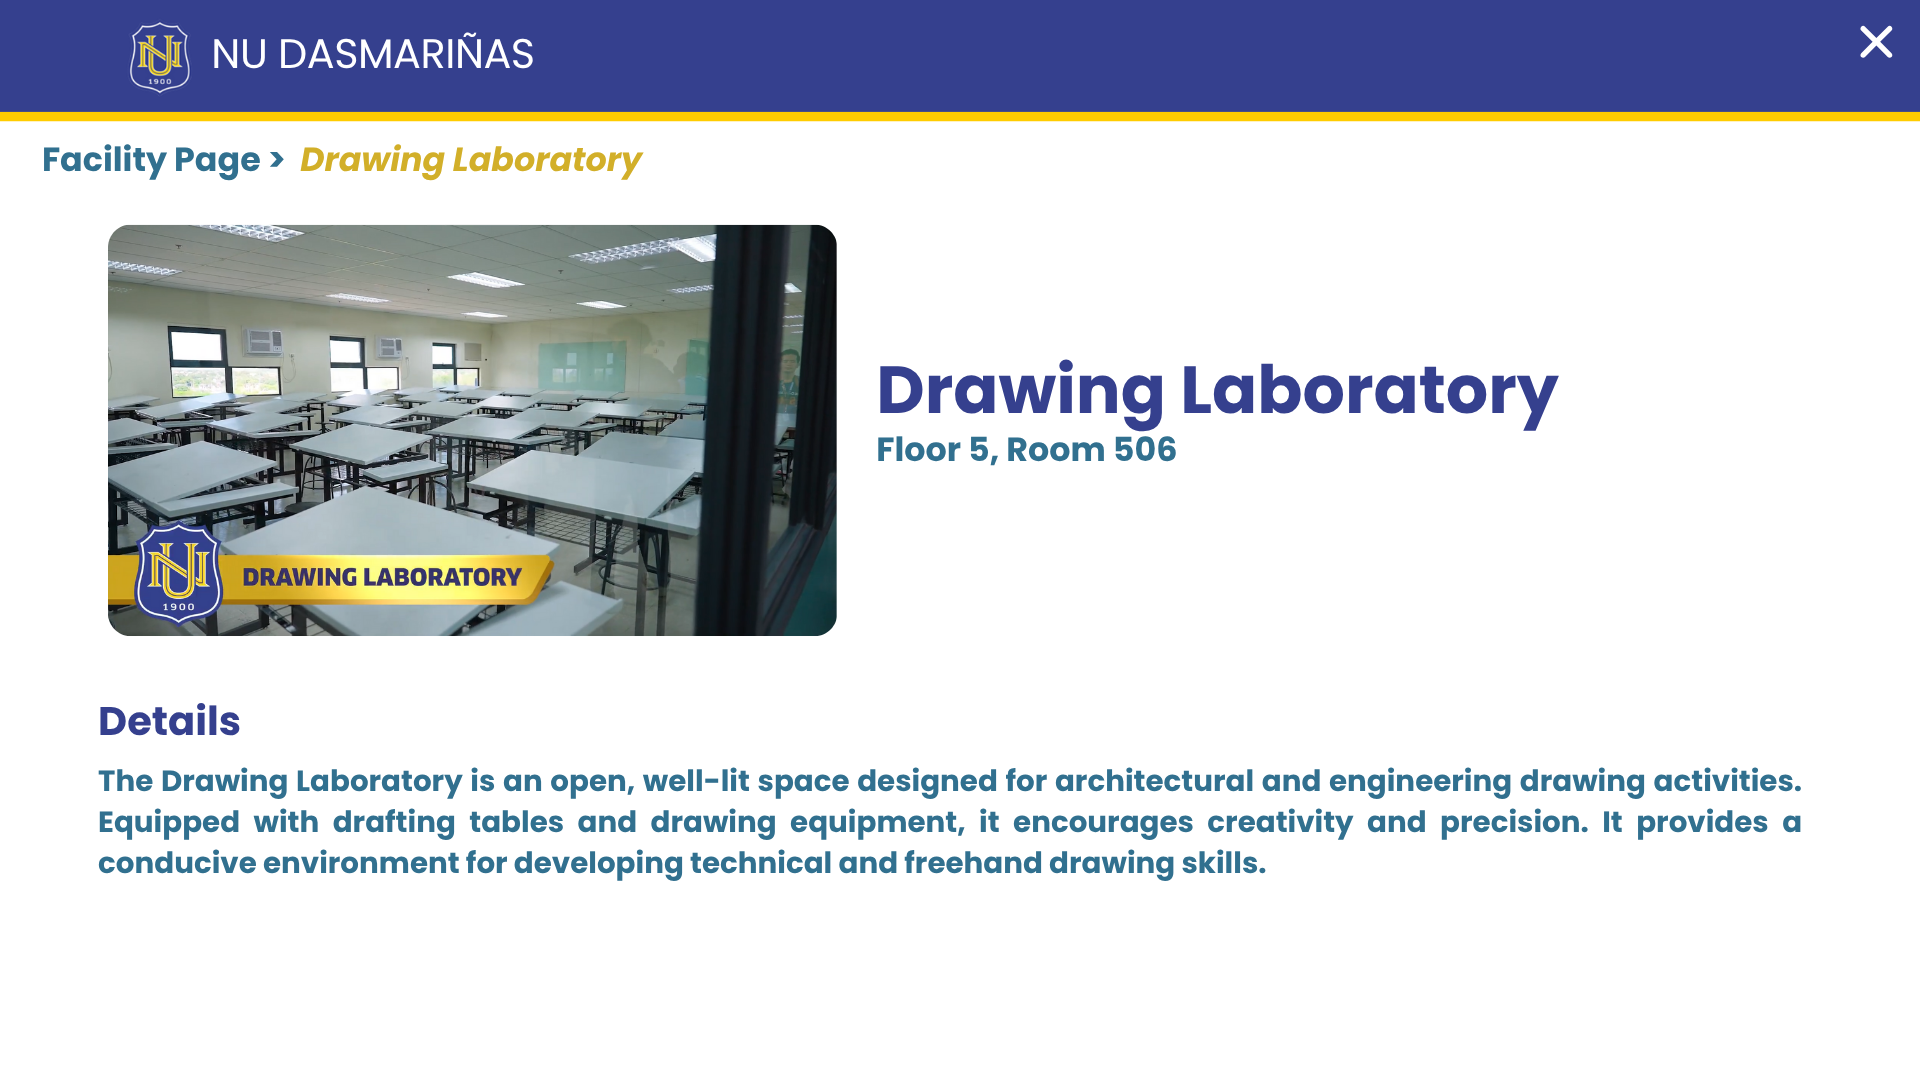 NU
1900
NU DASMARIÑAS
Facility Page > Drawing Laboratory
NU
1900
DRAWING LABORATORY
Drawing Laboratory
Floor 5, Room 506
Details
The Drawing Laboratory is an open, well-lit space designed for architectural and engineering drawing activities.
Equipped with drafting tables and drawing equipment, it encourages creativity and precision. It provides a
conducive environment for developing technical and freehand drawing skills.